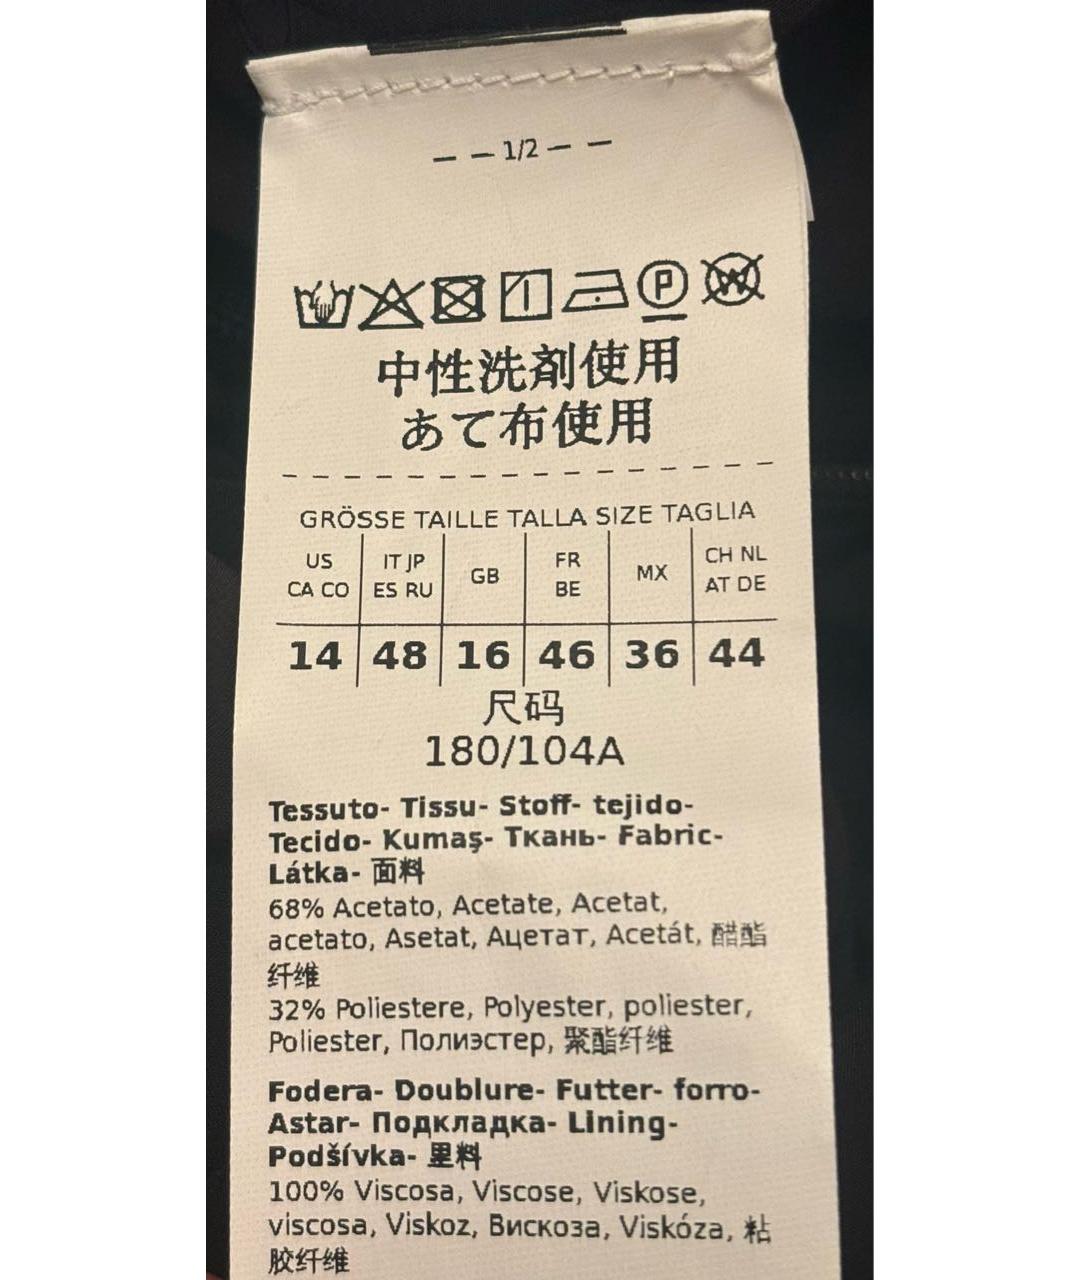 — — 1/2 — —
P W
中性洗剤使用
あて布使用
GRÖSSE TAILLE TALLA SIZE TAGLIA
US CA CO IT JP ES RU GB FR BE MX CH NL AT DE
14 48 16 46 36 44
尺码
180/104A
Tessuto- Tissu- Stoff- tejido-
Tecido- Kumaş- Ткань- Fabric-
Látka- 面料
68% Acetato, Acetate, Acetat,
acetato, Asetat, Ацетат, Acetát, 醋酯
纤维
32% Poliestere, Polyester, poliester,
Poliester, Полиэстер, 聚酯纤维
Fodera- Doublure- Futter- forro-
Astar- Подкладка- Lining-
Podšívka- 里料
100% Viscosa, Viscose, Viskose,
viscosa, Viskoz, Вискоза, Viskóza, 粘
胶纤维